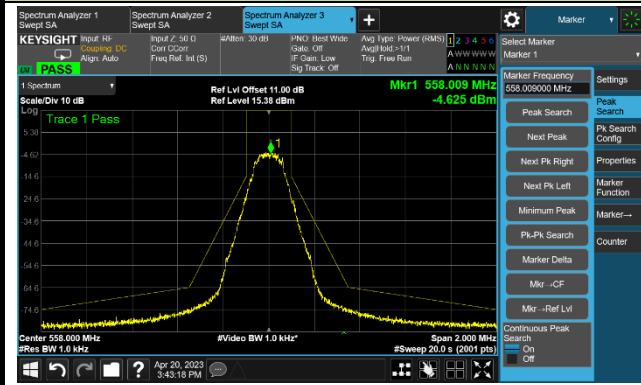 Spectrum Analyzer 1
Swept SA
Spectrum Analyzer 2
Swept SA
Spectrum Analyzer 3
Swept SA
+
Marker
KEYSIGHT
Input: RF
Coupling: DC
Align: Auto
Input Z: 50 Ω
Corr CCorr
Freq Ref: Int (S)
#Atten: 30 dB
PNO: Best Wide
Gate: Off
IF Gain: Low
Sig Track: Off
Avg Type: Power (RMS)
Avg|Hold:>1/1
Trig: Free Run
1 2 3 4 5 6
A W W W W W
A N N N N N
PASS
Select Marker
Marker 1
1 Spectrum
Scale/Div 10 dB
Ref Lvl Offset 11.00 dB
Ref Level 15.38 dBm
Mkr1 558.009 MHz
-4.625 dBm
Log
Trace 1 Pass
1
5.38
-4.62
-14.6
-24.6
-34.6
-44.6
-54.6
-64.6
-74.6
Center 558.000 MHz
#Res BW 1.0 kHz
#Video BW 1.0 kHz*
Span 2.000 MHz
#Sweep 20.0 s (2001 pts)
Marker Frequency
558.009000 MHz
Peak Search
Next Peak
Next Pk Right
Next Pk Left
Minimum Peak
Pk-Pk Search
Marker Delta
Mkr→CF
Mkr→Ref Lvl
Continuous Peak
Search
On
Off
Settings
Peak
Search
Pk Search
Config
Properties
Marker
Function
Marker→
Counter
?
Apr 20, 2023
3:43:18 PM